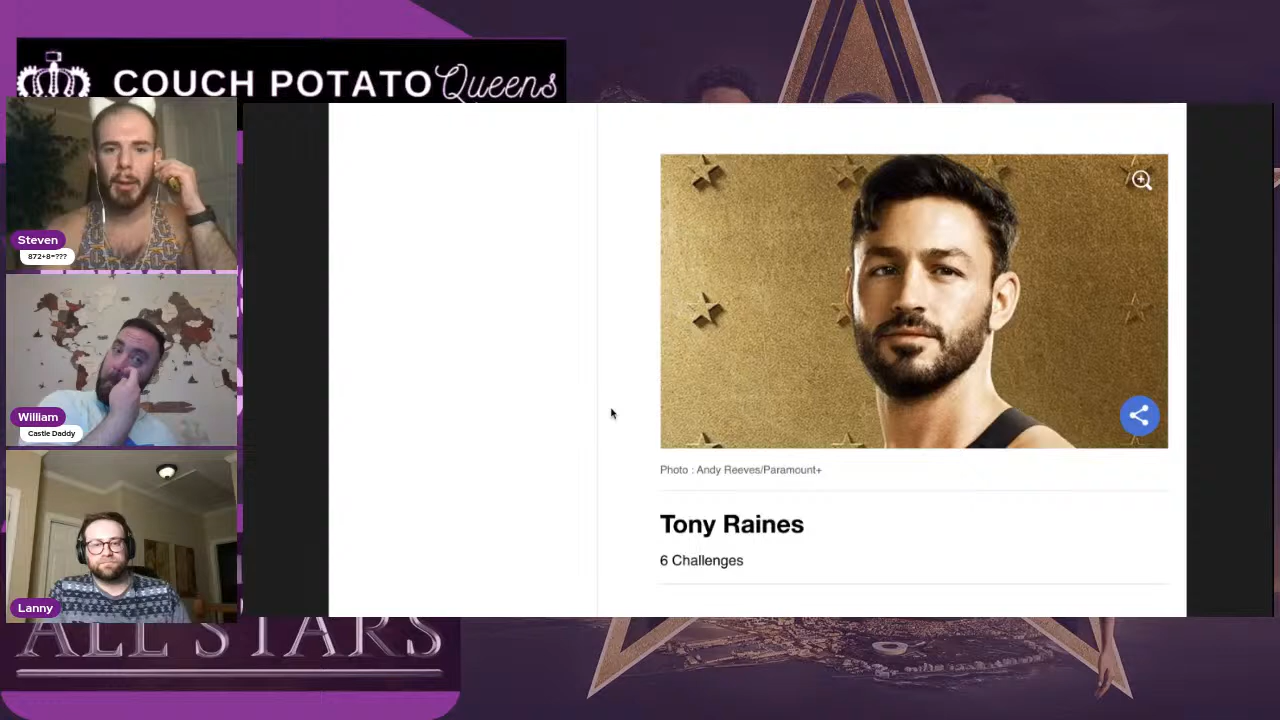 COUCH POTATO Queens
Steven
872+8=???
William
Castle Daddy
Lanny
Photo : Andy Reeves/Paramount+
Tony Raines
6 Challenges
ALL STARS